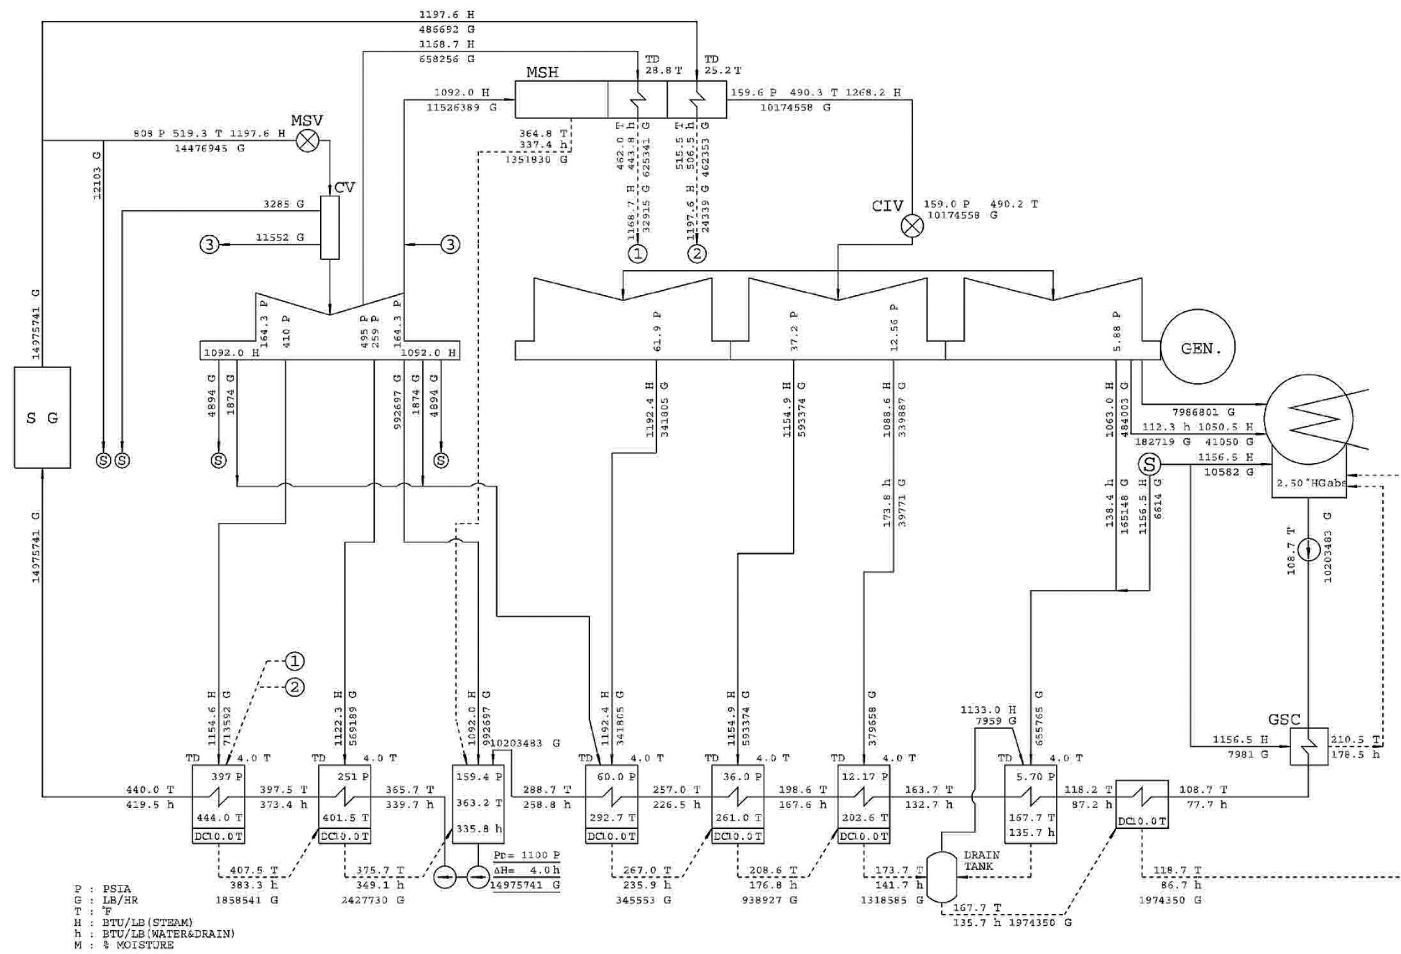 1197.6 H
486692 G
1168.7 H
658256 G
TD
28.8 T
TD
25.2 T
MSH
1092.0 H
11526389 G
159.6 P 490.3 T 1268.2 H
10174558 G
MSV
808 P 519.3 T 1197.6 H
14476945 G
364.8 T
337.4 h
1351830 G
462.0 T
443.8 h
625341 G
515.5 T
506.5 h
462353 G
12103 G
CV
3285 G
3
11552 G
3
1168.7 H
32915 G
1197.6 H
24339 G
1
2
CIV
159.0 P 490.2 T
10174558 G
14975741 G
164.3 P
410 P
495 P
259 P
164.3 P
1092.0 H
1092.0 H
61.9 P
37.2 P
12.56 P
5.88 P
GEN.
S G
4894 G
1874 G
992697 G
1874 G
4894 G
1192.4 H
341805 G
1154.9 H
593374 G
1088.6 H
339887 G
1063.0 H
484003 G
7986801 G
112.3 h 1050.5 H
182719 G 41050 G
S
S
S
S
S
1156.5 H
10582 G
2.50 "HGabs
173.8 h
39771 G
138.4 h
165148 G
1156.5 H
6614 G
14975741 G
108.7 T
10203483 G
1
2
1154.6 H
713592 G
1122.3 H
569189 G
1092.0 H
992697 G
1192.4 H
341805 G
1154.9 H
593374 G
379658 G
1133.0 H
7959 G
655765 G
GSC
1156.5 H
7981 G
210.5 T
178.5 h
10203483 G
TD 4.0 T
TD 4.0 T
TD 4.0 T
TD 4.0 T
TD 4.0 T
TD 4.0 T
397 P
251 P
159.4 P
60.0 P
36.0 P
12.17 P
5.70 P
440.0 T
419.5 h
397.5 T
373.4 h
365.7 T
339.7 h
363.2 T
335.8 h
288.7 T
258.8 h
257.0 T
226.5 h
198.6 T
167.6 h
163.7 T
132.7 h
118.2 T
87.2 h
108.7 T
77.7 h
444.0 T
401.5 T
292.7 T
261.0 T
202.6 T
167.7 T
135.7 h
DC10.0T
DC10.0T
DC10.0T
DC10.0T
DC10.0T
DC10.0T
407.5 T
383.3 h
1858541 G
375.7 T
349.1 h
2427730 G
PD= 1100 P
ΔH= 4.0 h
14975741 G
267.0 T
235.9 h
345553 G
208.6 T
176.8 h
938927 G
173.7 T
141.7 h
1318585 G
DRAIN
TANK
167.7 T
135.7 h 1974350 G
118.7 T
86.7 h
1974350 G
P : PSIA
G : LB/HR
T : °F
H : BTU/LB(STEAM)
h : BTU/LB(WATER&DRAIN)
M : % MOISTURE